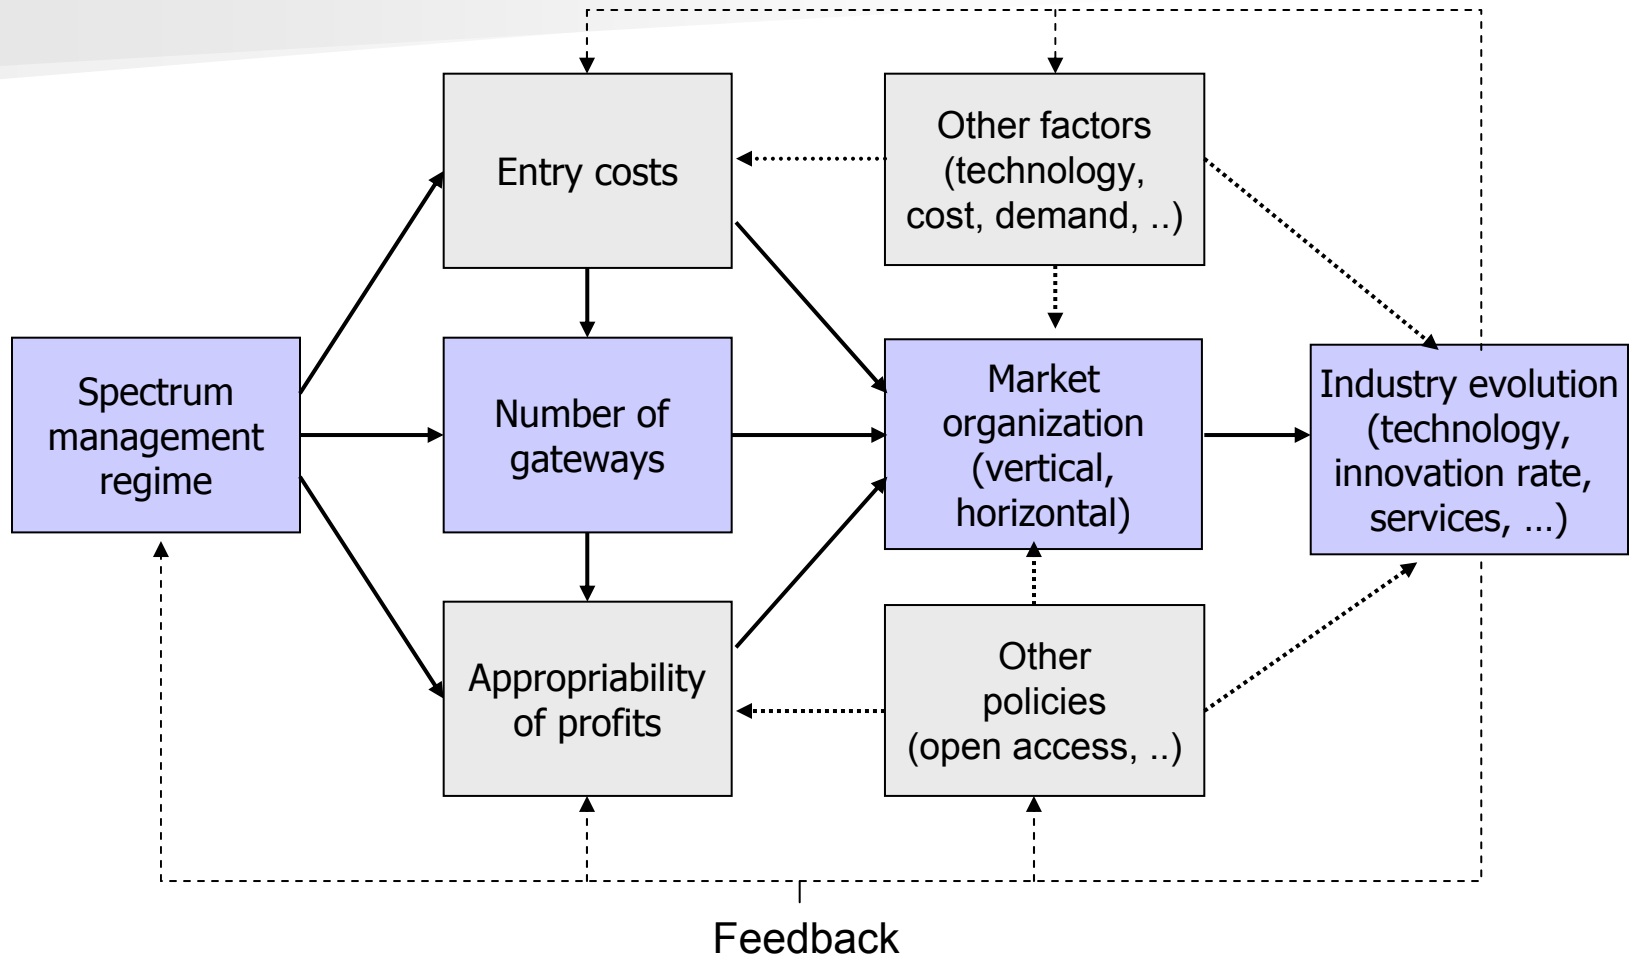 Entry costs
Other factors
(technology,
cost, demand, ..)
Spectrum
management
regime
Number of
gateways
Market
organization
(vertical,
horizontal)
Industry evolution
(technology,
innovation rate,
services, ...)
Appropriability
of profits
Other
policies
(open access, ..)
Feedback